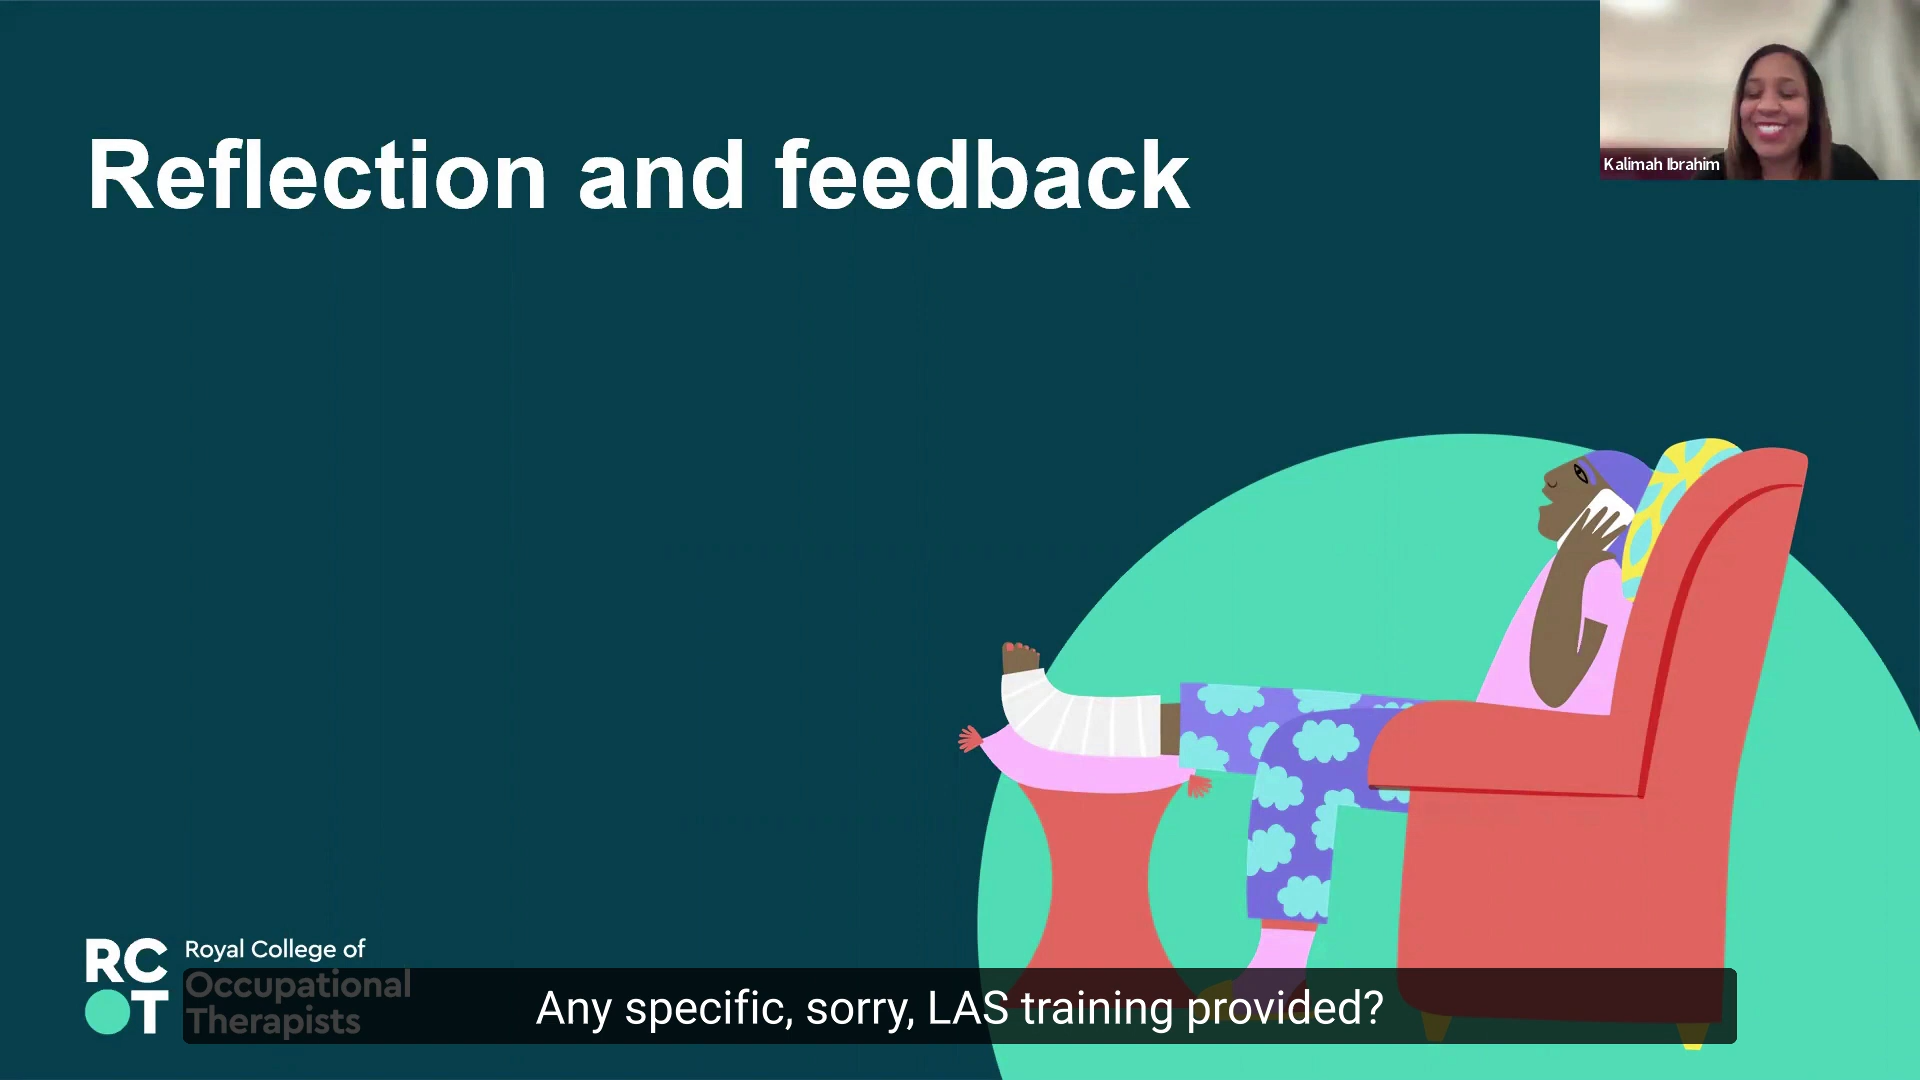 Reflection and feedback
Kalimah Ibrahim
RC
OT
Royal College of
Occupational
Therapists
Any specific, sorry, LAS training provided?